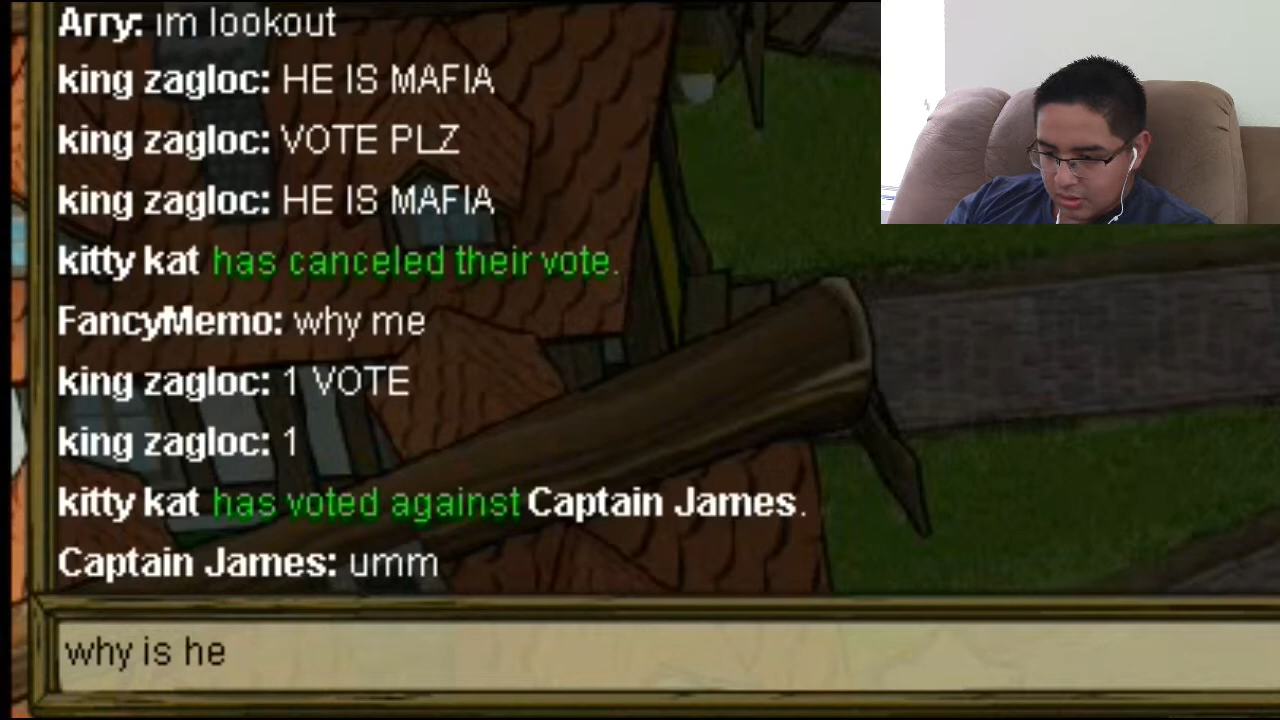 Arry: im lookout
king zagloc: HE IS MAFIA
king zagloc: VOTE PLZ
king zagloc: HE IS MAFIA
kitty kat has canceled their vote.
FancyMemo: why me
king zagloc: 1 VOTE
king zagloc: 1
kitty kat has voted against Captain James.
Captain James: umm
why is he